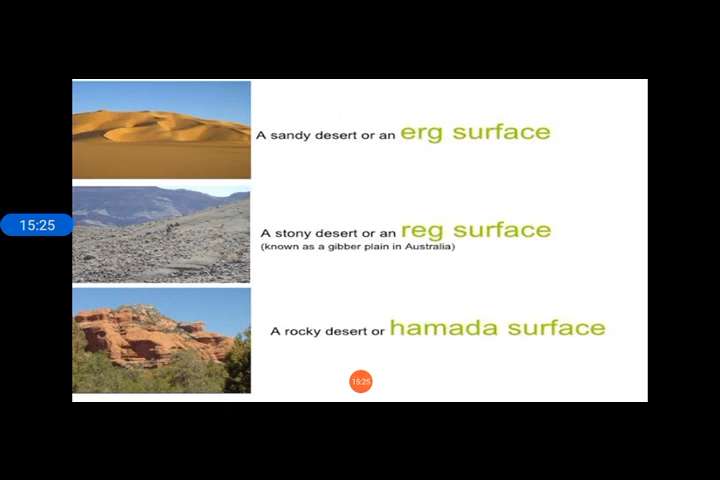 A sandy desert or an erg surface
15:25
A stony desert or an reg surface
(known as a gibber plain in Australia)
A rocky desert or hamada surface
15:25